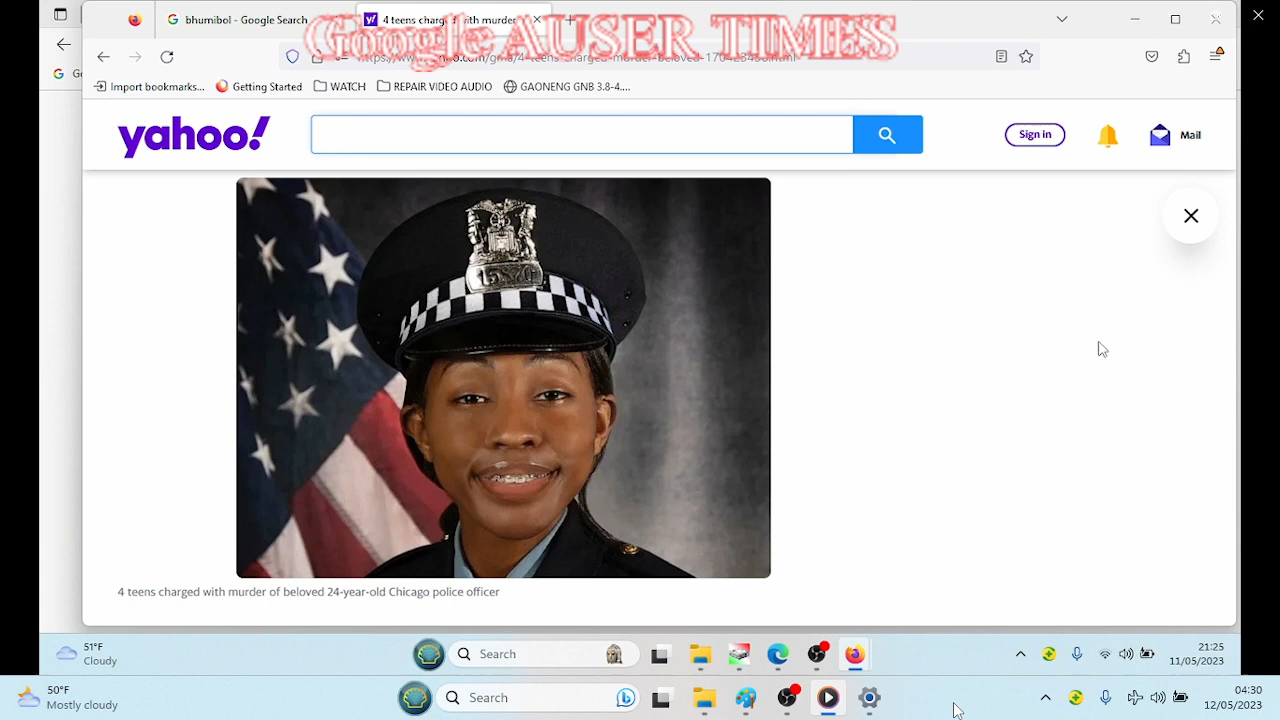 bhumibol - Google Search
4 teens charged with murder
Google AUSER TIMES
Import bookmarks...
Getting Started
WATCH
REPAIR VIDEO AUDIO
GAONENG GNB 3.8-4....
yahoo!
Sign in
Mail
4 teens charged with murder of beloved 24-year-old Chicago police officer
51°F
Cloudy
Search
21:25
11/05/2023
50°F
Mostly cloudy
Search
04:30
12/05/2023